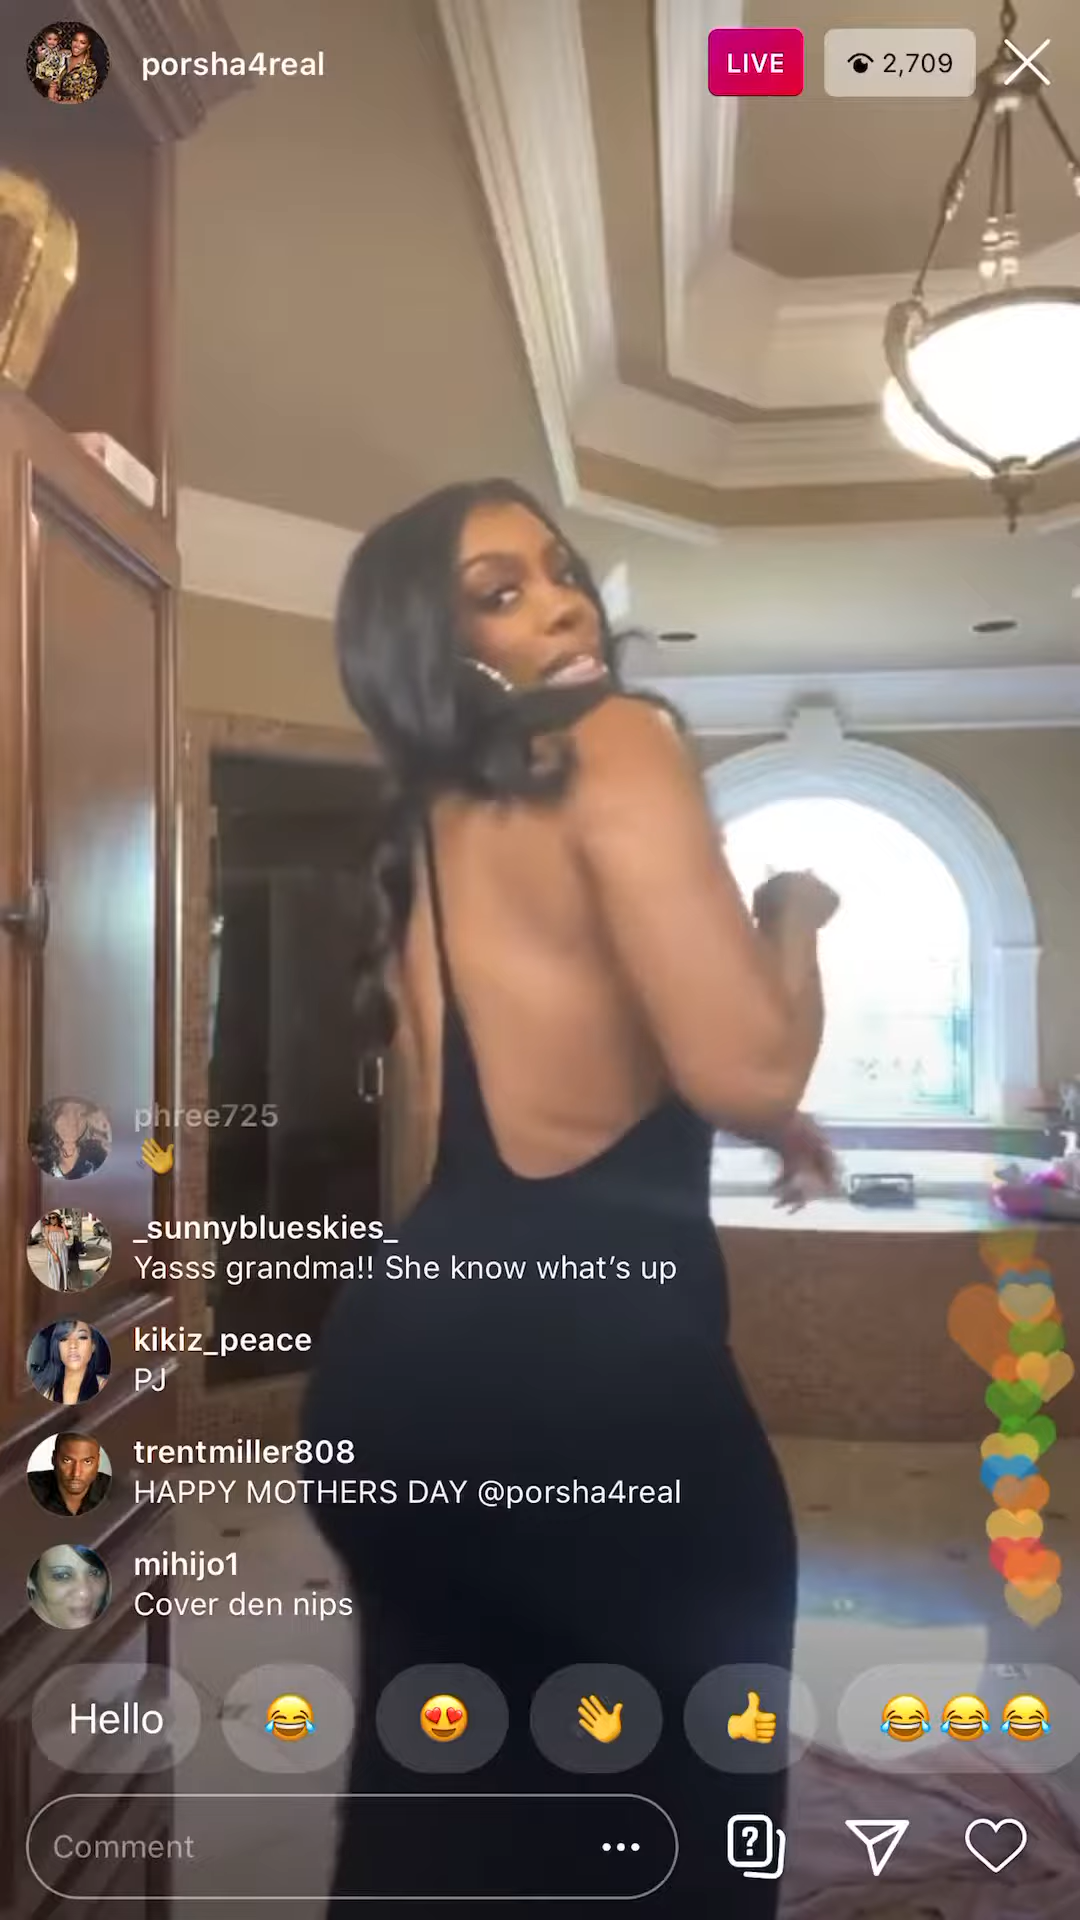 porsha4real
LIVE
2,709
phree725
👋
_sunnyblueskies_
Yasss grandma!! She know what's up
kikiz_peace
PJ
trentmiller808
HAPPY MOTHERS DAY @porsha4real
mihijo1
Cover den nips
Hello 😂 😍 👋 👍 😂😂😂
Comment